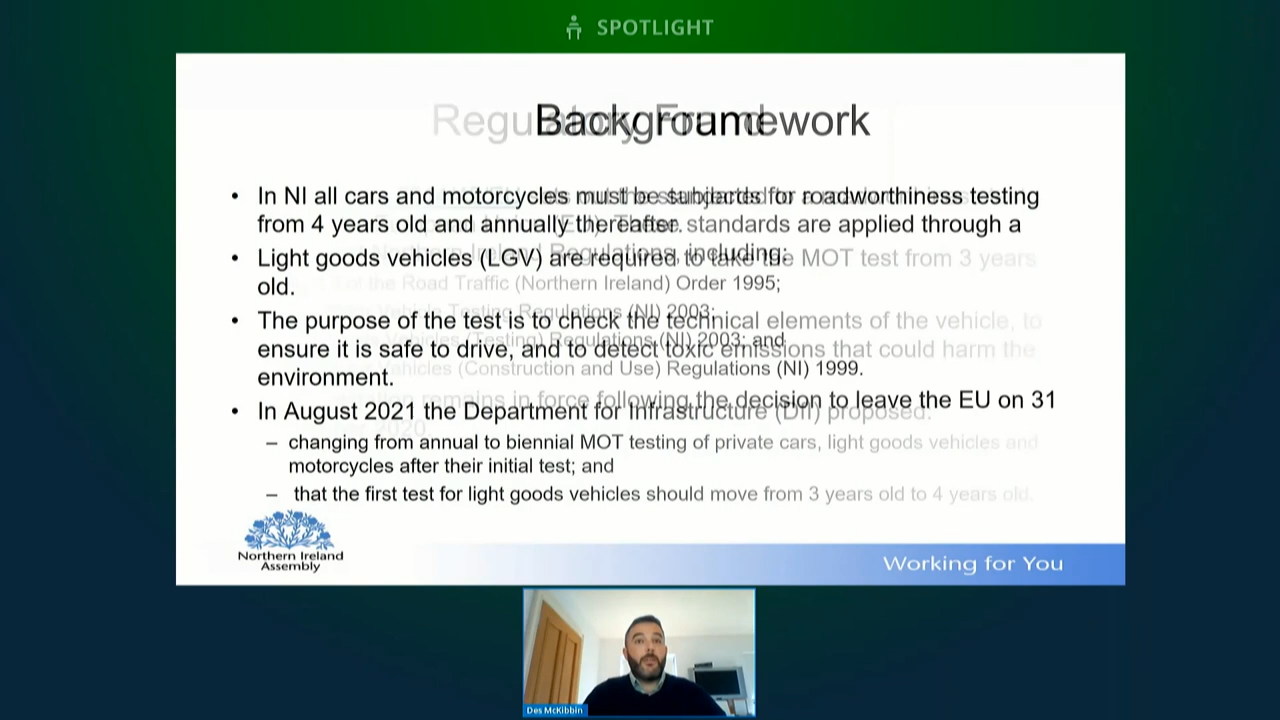 SPOTLIGHT
Background
Regulatory Framework
• In NI all cars and motorcycles must be subjected to a roadworthiness testing
from 4 years old and annually thereafter.
standards are applied through a
Northern Ireland Regulations, including:
• Light goods vehicles (LGV) are required to take the MOT test from 3 years
old.
of the Road Traffic (Northern Ireland) Order 1995;
Vehicle Testing Regulations (NI) 2003;
• The purpose of the test is to check the technical elements of the vehicle, to
(Testing) Regulations (NI) 2003; and
ensure it is safe to drive, and to detect toxic emissions that could harm the
(Construction and Use) Regulations (NI) 1999.
environment.
remains in force following the decision to leave the EU on 31
2020
• In August 2021 the Department for Infrastructure (DfI) proposed:
– changing from annual to biennial MOT testing of private cars, light goods vehicles and
motorcycles after their initial test; and
– that the first test for light goods vehicles should move from 3 years old to 4 years old.
Northern Ireland
Assembly
Working for You
Des McKibbin